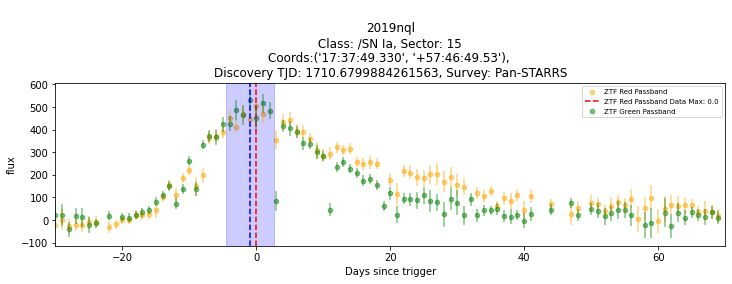 2019nql
Class: /SN Ia, Sector: 15
Coords:('17:37:49.330', '+57:46:49.53'),
Discovery TJD: 1710.6799884261563, Survey: Pan-STARRS
600
500
400
300
200
100
0
−100
flux
ZTF Red Passband
ZTF Red Passband Data Max: 0.0
ZTF Green Passband
−20
0
20
40
60
Days since trigger